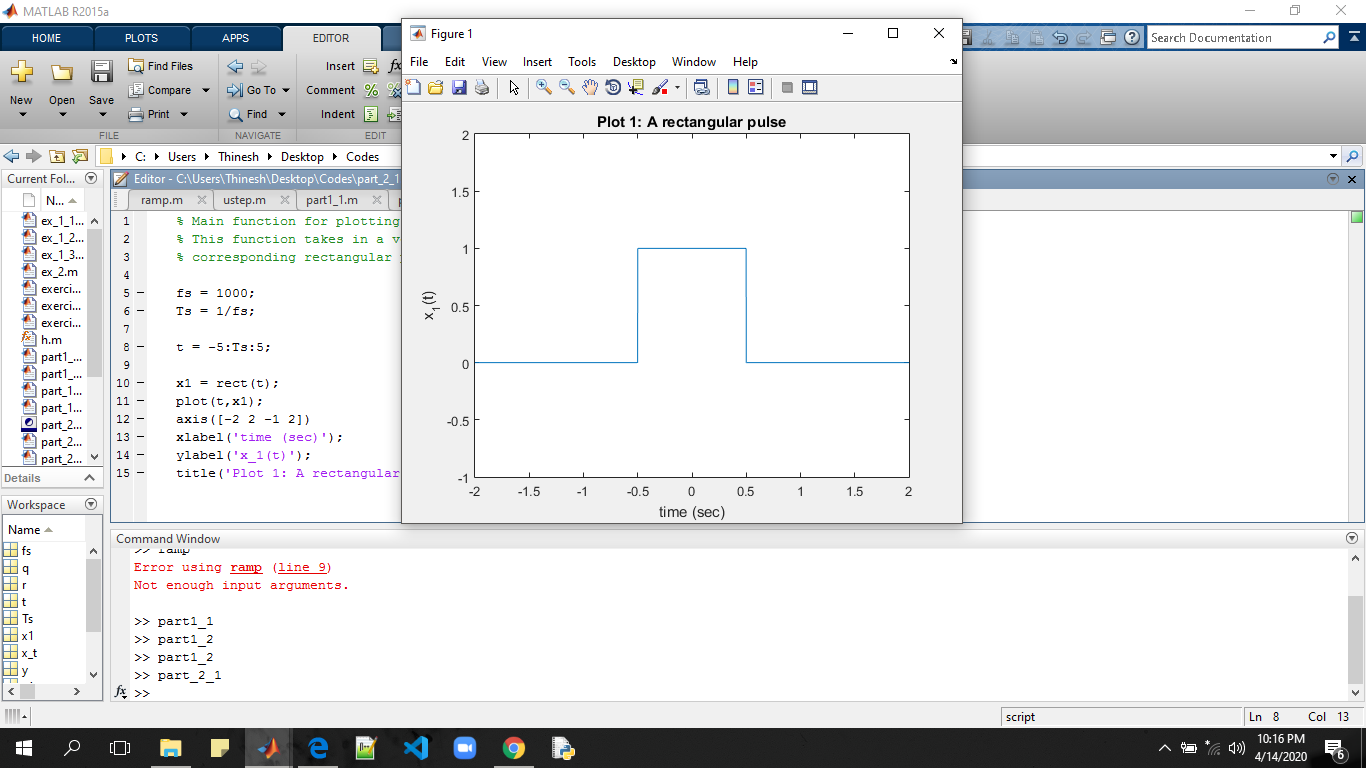 MATLAB R2015a
HOME PLOTS APPS EDITOR
Search Documentation
New Open Save
Find Files
Compare
Print
Go To
Find
Insert
Comment
Indent
FILE NAVIGATE EDIT
C: Users Thinesh Desktop Codes
Current Fol...
N...
ex_1_1...
ex_1_2...
ex_1_3...
ex_2.m
exerci...
exerci...
exerci...
h.m
part1_...
part1_...
part_1...
part_1...
part_2...
part_2...
part_2...
Details
Workspace
Name
fs
q
r
t
Ts
x1
x_t
y
Editor - C:\Users\Thinesh\Desktop\Codes\part_2_1
ramp.m ustep.m part1_1.m
1 % Main function for plotting
2 % This function takes in a v
3 % corresponding rectangular
4
5 fs = 1000;
6 Ts = 1/fs;
7
8 t = -5:Ts:5;
9
10 x1 = rect(t);
11 plot(t,x1);
12 axis([-2 2 -1 2])
13 xlabel('time (sec)');
14 ylabel('x_1(t)');
15 title('Plot 1: A rectangular
Figure 1
File Edit View Insert Tools Desktop Window Help
Plot 1: A rectangular pulse
2
1.5
1
0.5
0
-0.5
-1
x1(t)
-2 -1.5 -1 -0.5 0 0.5 1 1.5 2
time (sec)
Command Window
>> ramp
Error using ramp (line 9)
Not enough input arguments.
>> part1_1
>> part1_2
>> part1_2
>> part_2_1
fx >>
script
Ln 8 Col 13
10:16 PM
4/14/2020
6